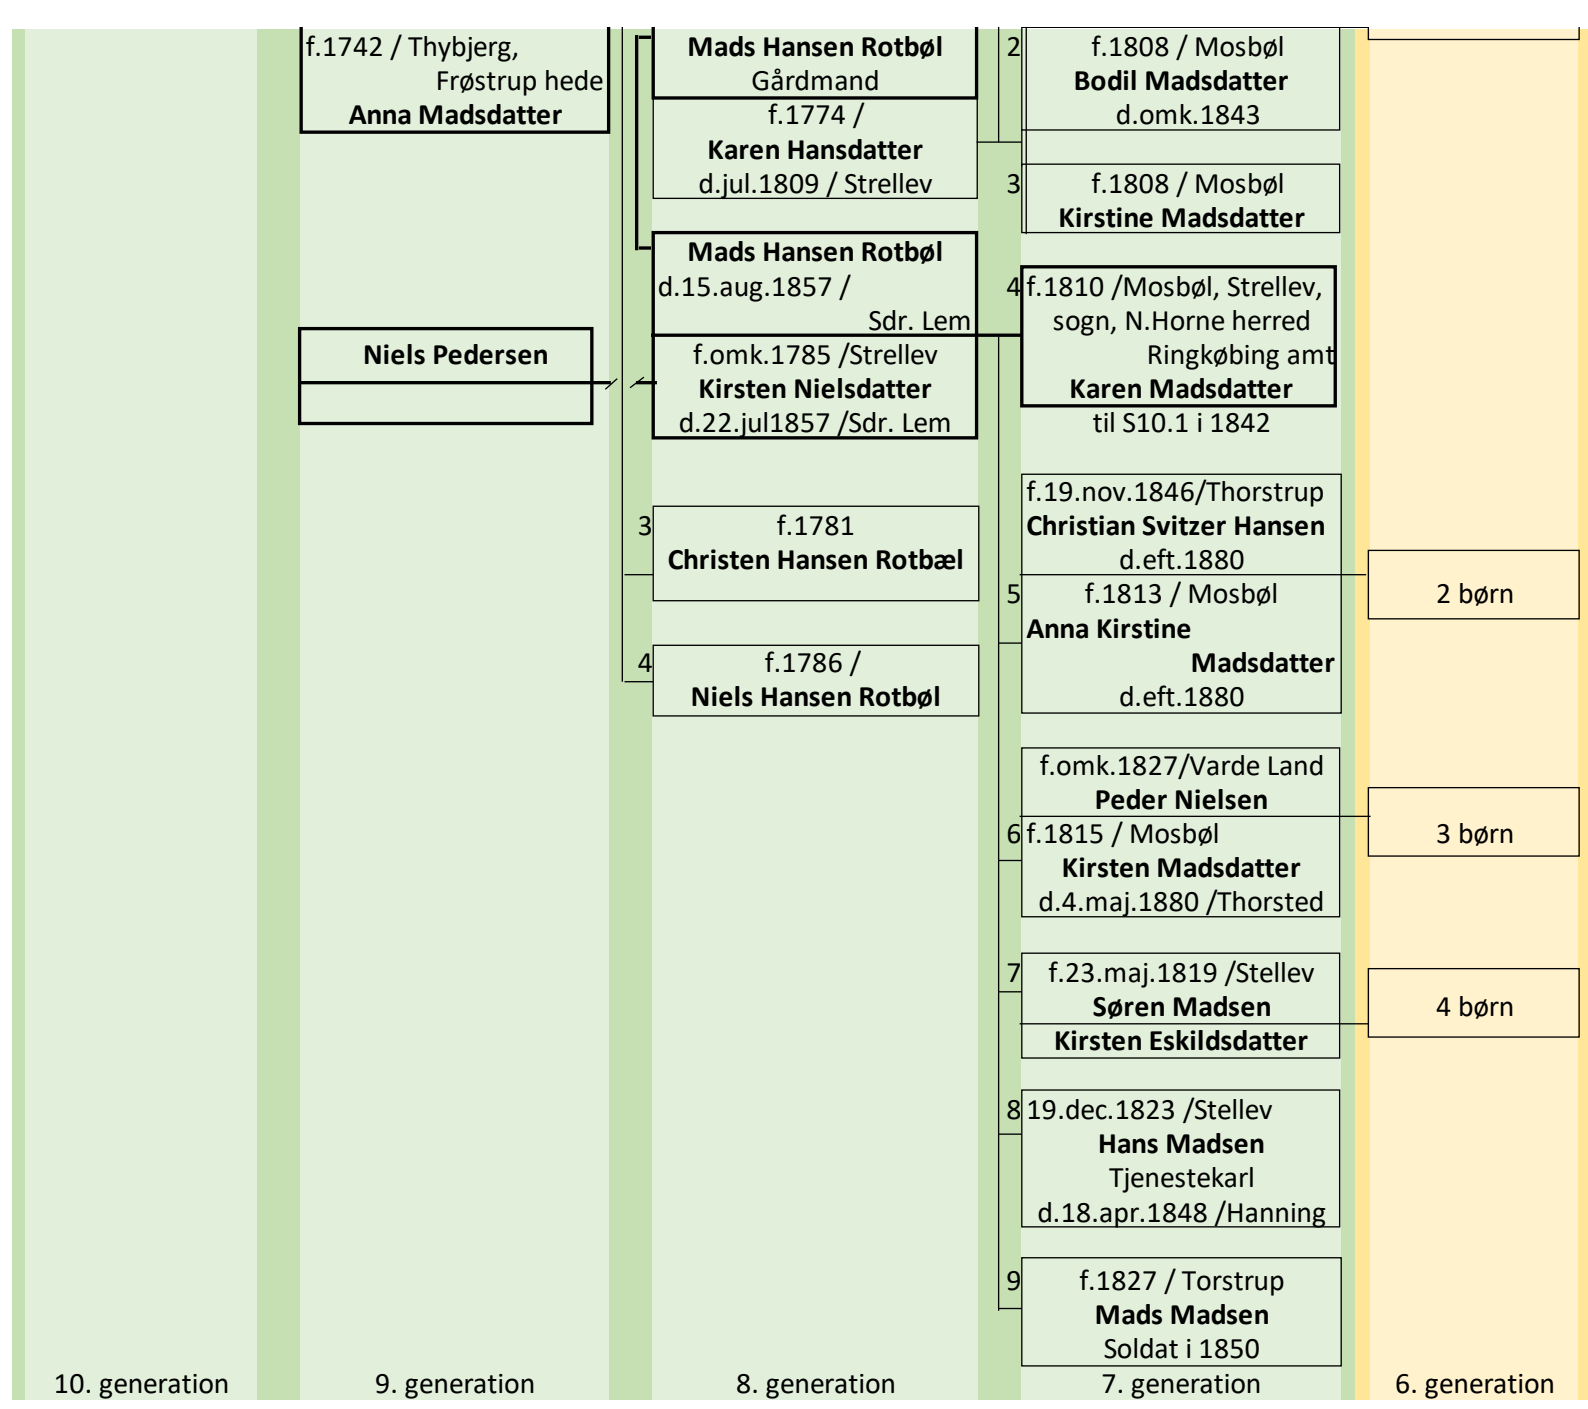 f.1742 / Thybjerg,
Frøstrup hede
Anna Madsdatter
Niels Pedersen
Mads Hansen Rotbøl
Gårdmand
f.1774 /
Karen Hansdatter
d.jul.1809 / Strellev
Mads Hansen Rotbøl
d.15.aug.1857 /
Sdr. Lem
f.omk.1785 /Strellev
Kirsten Nielsdatter
d.22.jul1857 /Sdr. Lem
3
f.1781
Christen Hansen Rotbæl
4
f.1786 /
Niels Hansen Rotbøl
2
f.1808 / Mosbøl
Bodil Madsdatter
d.omk.1843
3
f.1808 / Mosbøl
Kirstine Madsdatter
4
f.1810 /Mosbøl, Strellev,
sogn, N.Horne herred
Ringkøbing amt
Karen Madsdatter
til S10.1 i 1842
f.19.nov.1846/Thorstrup
Christian Svitzer Hansen
d.eft.1880
5
f.1813 / Mosbøl
Anna Kirstine
Madsdatter
d.eft.1880
2 børn
f.omk.1827/Varde Land
Peder Nielsen
6
f.1815 / Mosbøl
Kirsten Madsdatter
d.4.maj.1880 /Thorsted
3 børn
7
f.23.maj.1819 /Stellev
Søren Madsen
Kirsten Eskildsdatter
4 børn
8
19.dec.1823 /Stellev
Hans Madsen
Tjenestekarl
d.18.apr.1848 /Hanning
9
f.1827 / Torstrup
Mads Madsen
Soldat i 1850
10. generation
9. generation
8. generation
7. generation
6. generation